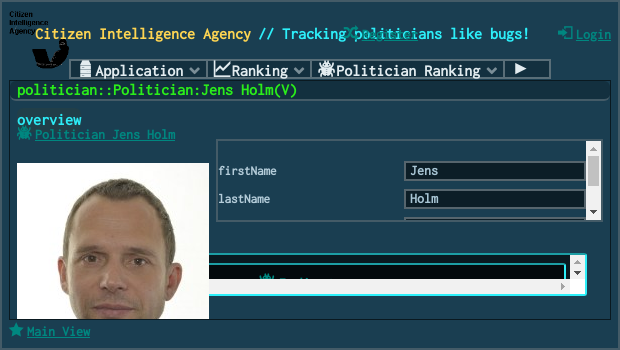 Citizen
Intelligence
Agency
Citizen Intelligence Agency // Tracking politicians like bugs!
Register
Login
Application
Ranking
Politician Ranking
politician::Politician:Jens Holm(V)
overview
Politician Jens Holm
firstName
Jens
lastName
Holm
Main View